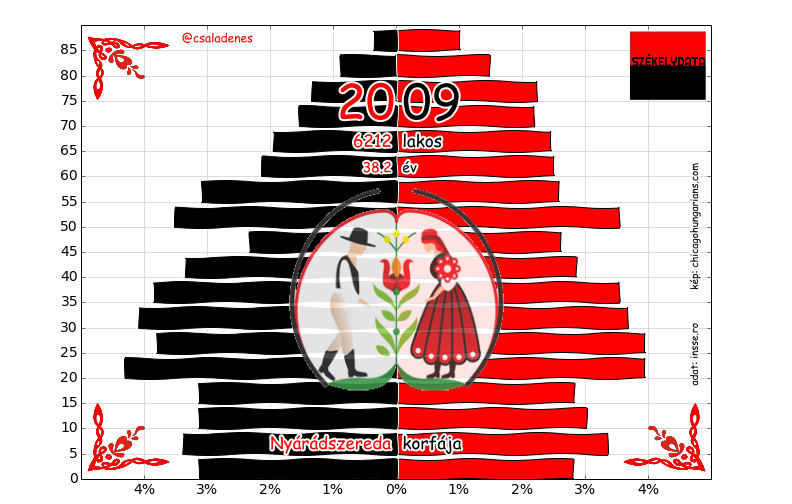 @csaladenes
SZÉKELYDATA
2009
6212 lakos
38,2 év
kép: chicagohungarians.com
adat: insse.ro
Nyárádszereda korfája
85
80
75
70
65
60
55
50
45
40
35
30
25
20
15
10
5
0
4% 3% 2% 1% 0% 1% 2% 3% 4%